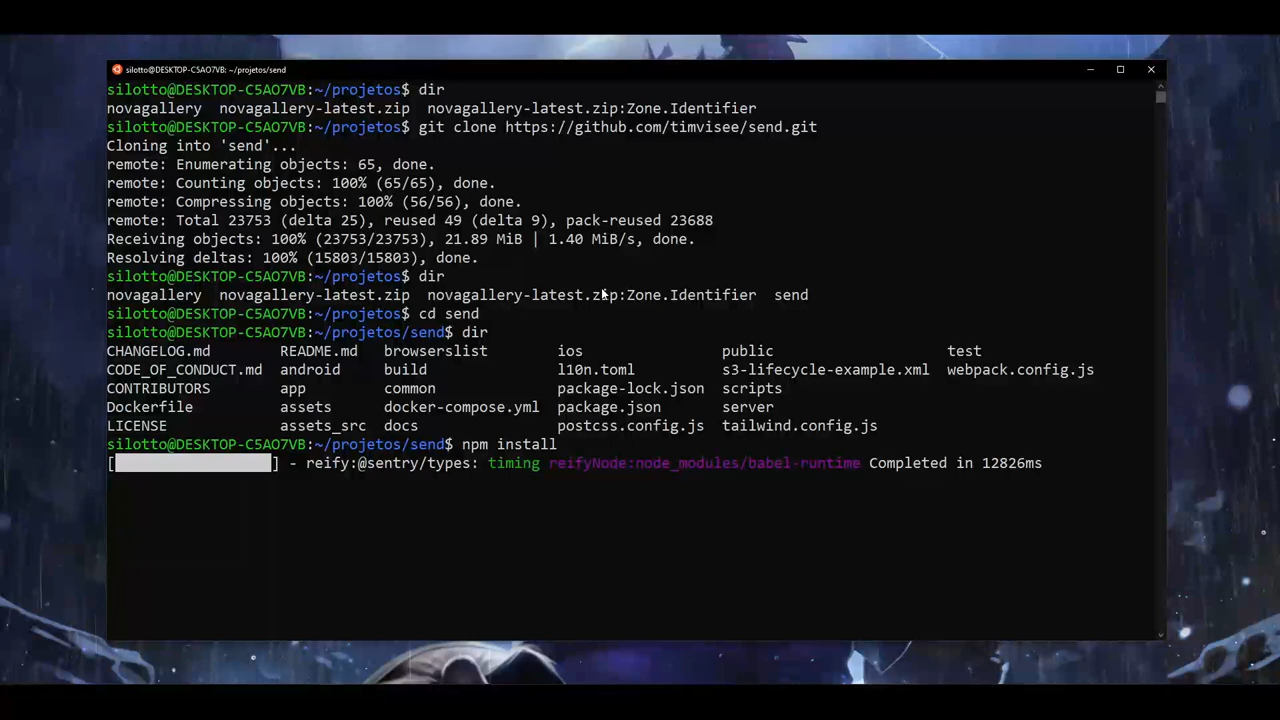 silotto@DESKTOP-C5AO7VB: ~/projetos/send
silotto@DESKTOP-C5AO7VB:~/projetos$ dir
novagallery  novagallery-latest.zip  novagallery-latest.zip:Zone.Identifier
silotto@DESKTOP-C5AO7VB:~/projetos$ git clone https://github.com/timvisee/send.git
Cloning into 'send'...
remote: Enumerating objects: 65, done.
remote: Counting objects: 100% (65/65), done.
remote: Compressing objects: 100% (56/56), done.
remote: Total 23753 (delta 25), reused 49 (delta 9), pack-reused 23688
Receiving objects: 100% (23753/23753), 21.89 MiB | 1.40 MiB/s, done.
Resolving deltas: 100% (15803/15803), done.
silotto@DESKTOP-C5AO7VB:~/projetos$ dir
novagallery  novagallery-latest.zip  novagallery-latest.zip:Zone.Identifier  send
silotto@DESKTOP-C5AO7VB:~/projetos$ cd send
silotto@DESKTOP-C5AO7VB:~/projetos/send$ dir
CHANGELOG.md        README.md   browserslist        ios                public                    test
CODE_OF_CONDUCT.md  android     build               l10n.toml          s3-lifecycle-example.xml  webpack.config.js
CONTRIBUTORS        app         common              package-lock.json  scripts
Dockerfile          assets      docker-compose.yml  package.json       server
LICENSE             assets_src  docs                postcss.config.js  tailwind.config.js
silotto@DESKTOP-C5AO7VB:~/projetos/send$ npm install
[                  ] - reify:@sentry/types: timing reifyNode:node_modules/babel-runtime Completed in 12826ms